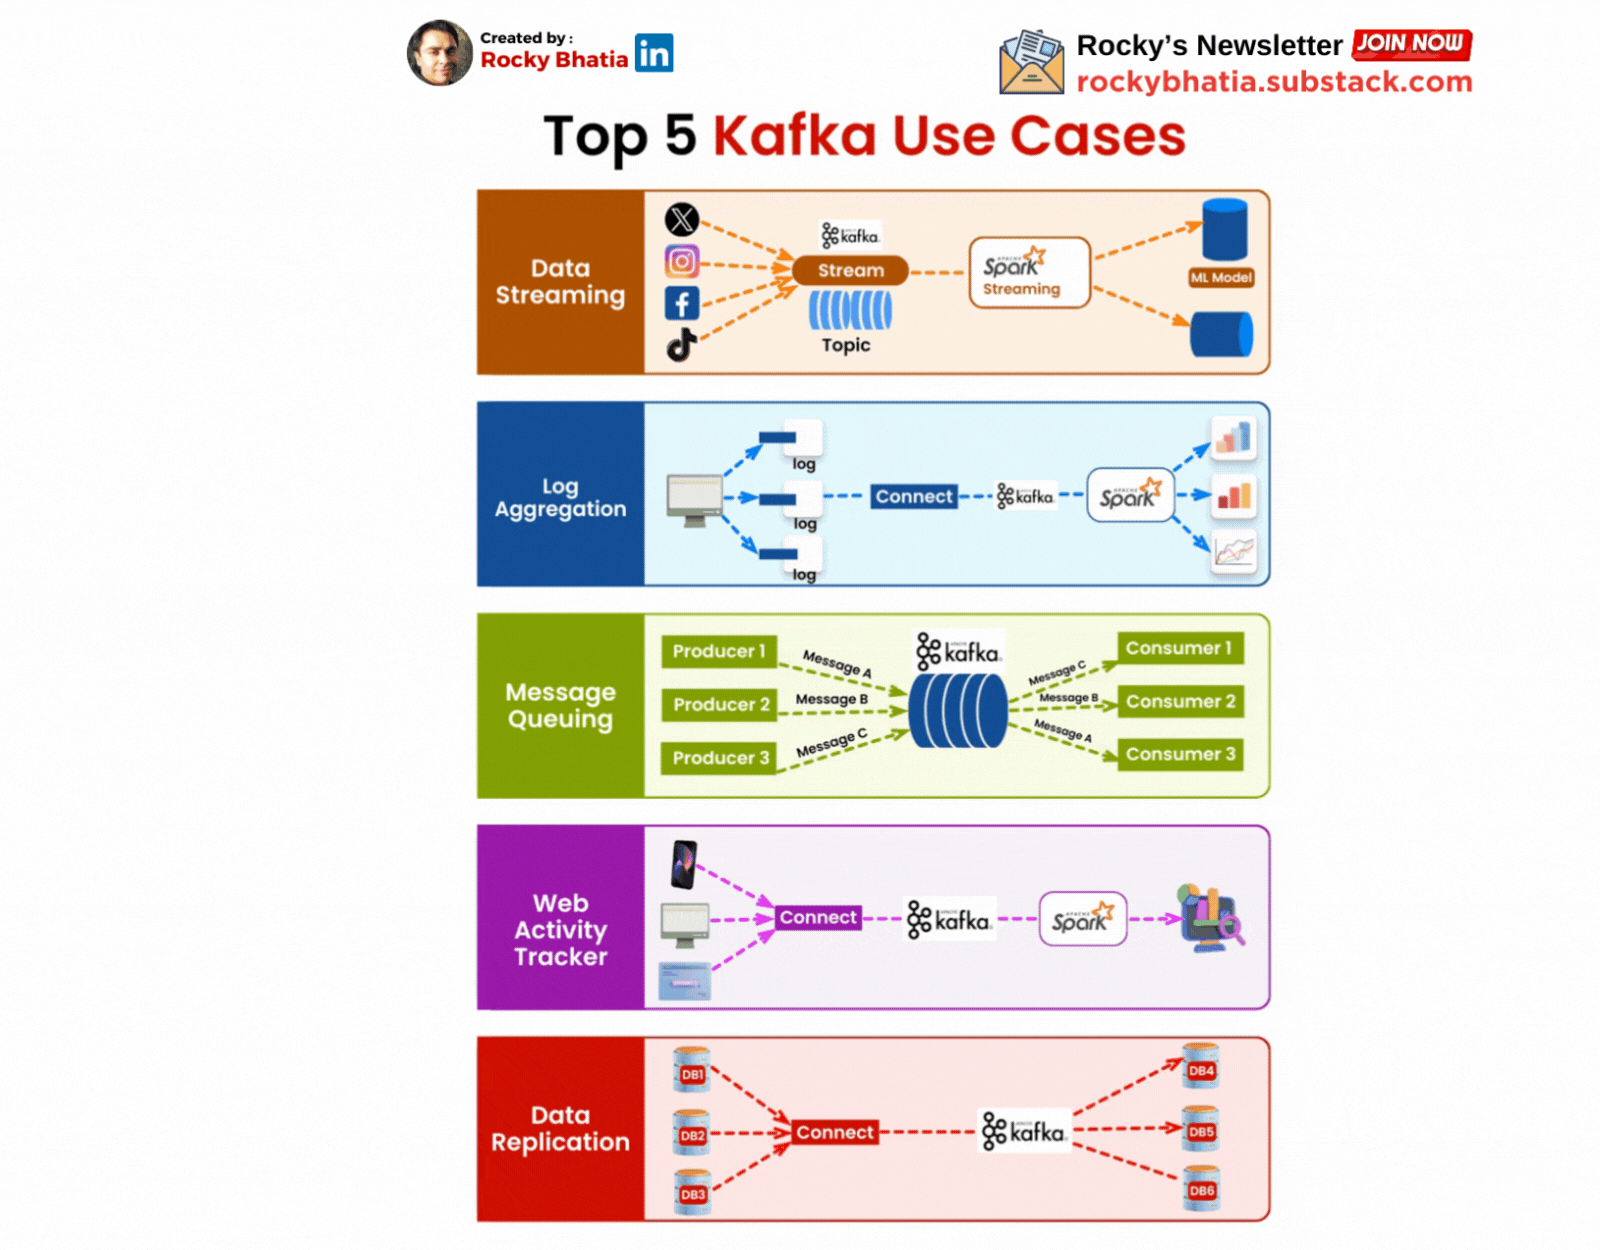 Created by :
Rocky Bhatia
in
Rocky's Newsletter JOIN NOW
rockybhatia.substack.com
Top 5 Kafka Use Cases
Data
Streaming
kafka
Stream
Topic
APACHE
Spark
Streaming
ML Model
Log
Aggregation
log
log
log
Connect
kafka
APACHE
Spark
Message
Queuing
Producer 1
Producer 2
Producer 3
Message A
Message B
Message C
kafka
Message C
Message B
Message A
Consumer 1
Consumer 2
Consumer 3
Web
Activity
Tracker
Connect
kafka
APACHE
Spark
Data
Replication
DB1
DB2
DB3
Connect
kafka
DB4
DB5
DB6